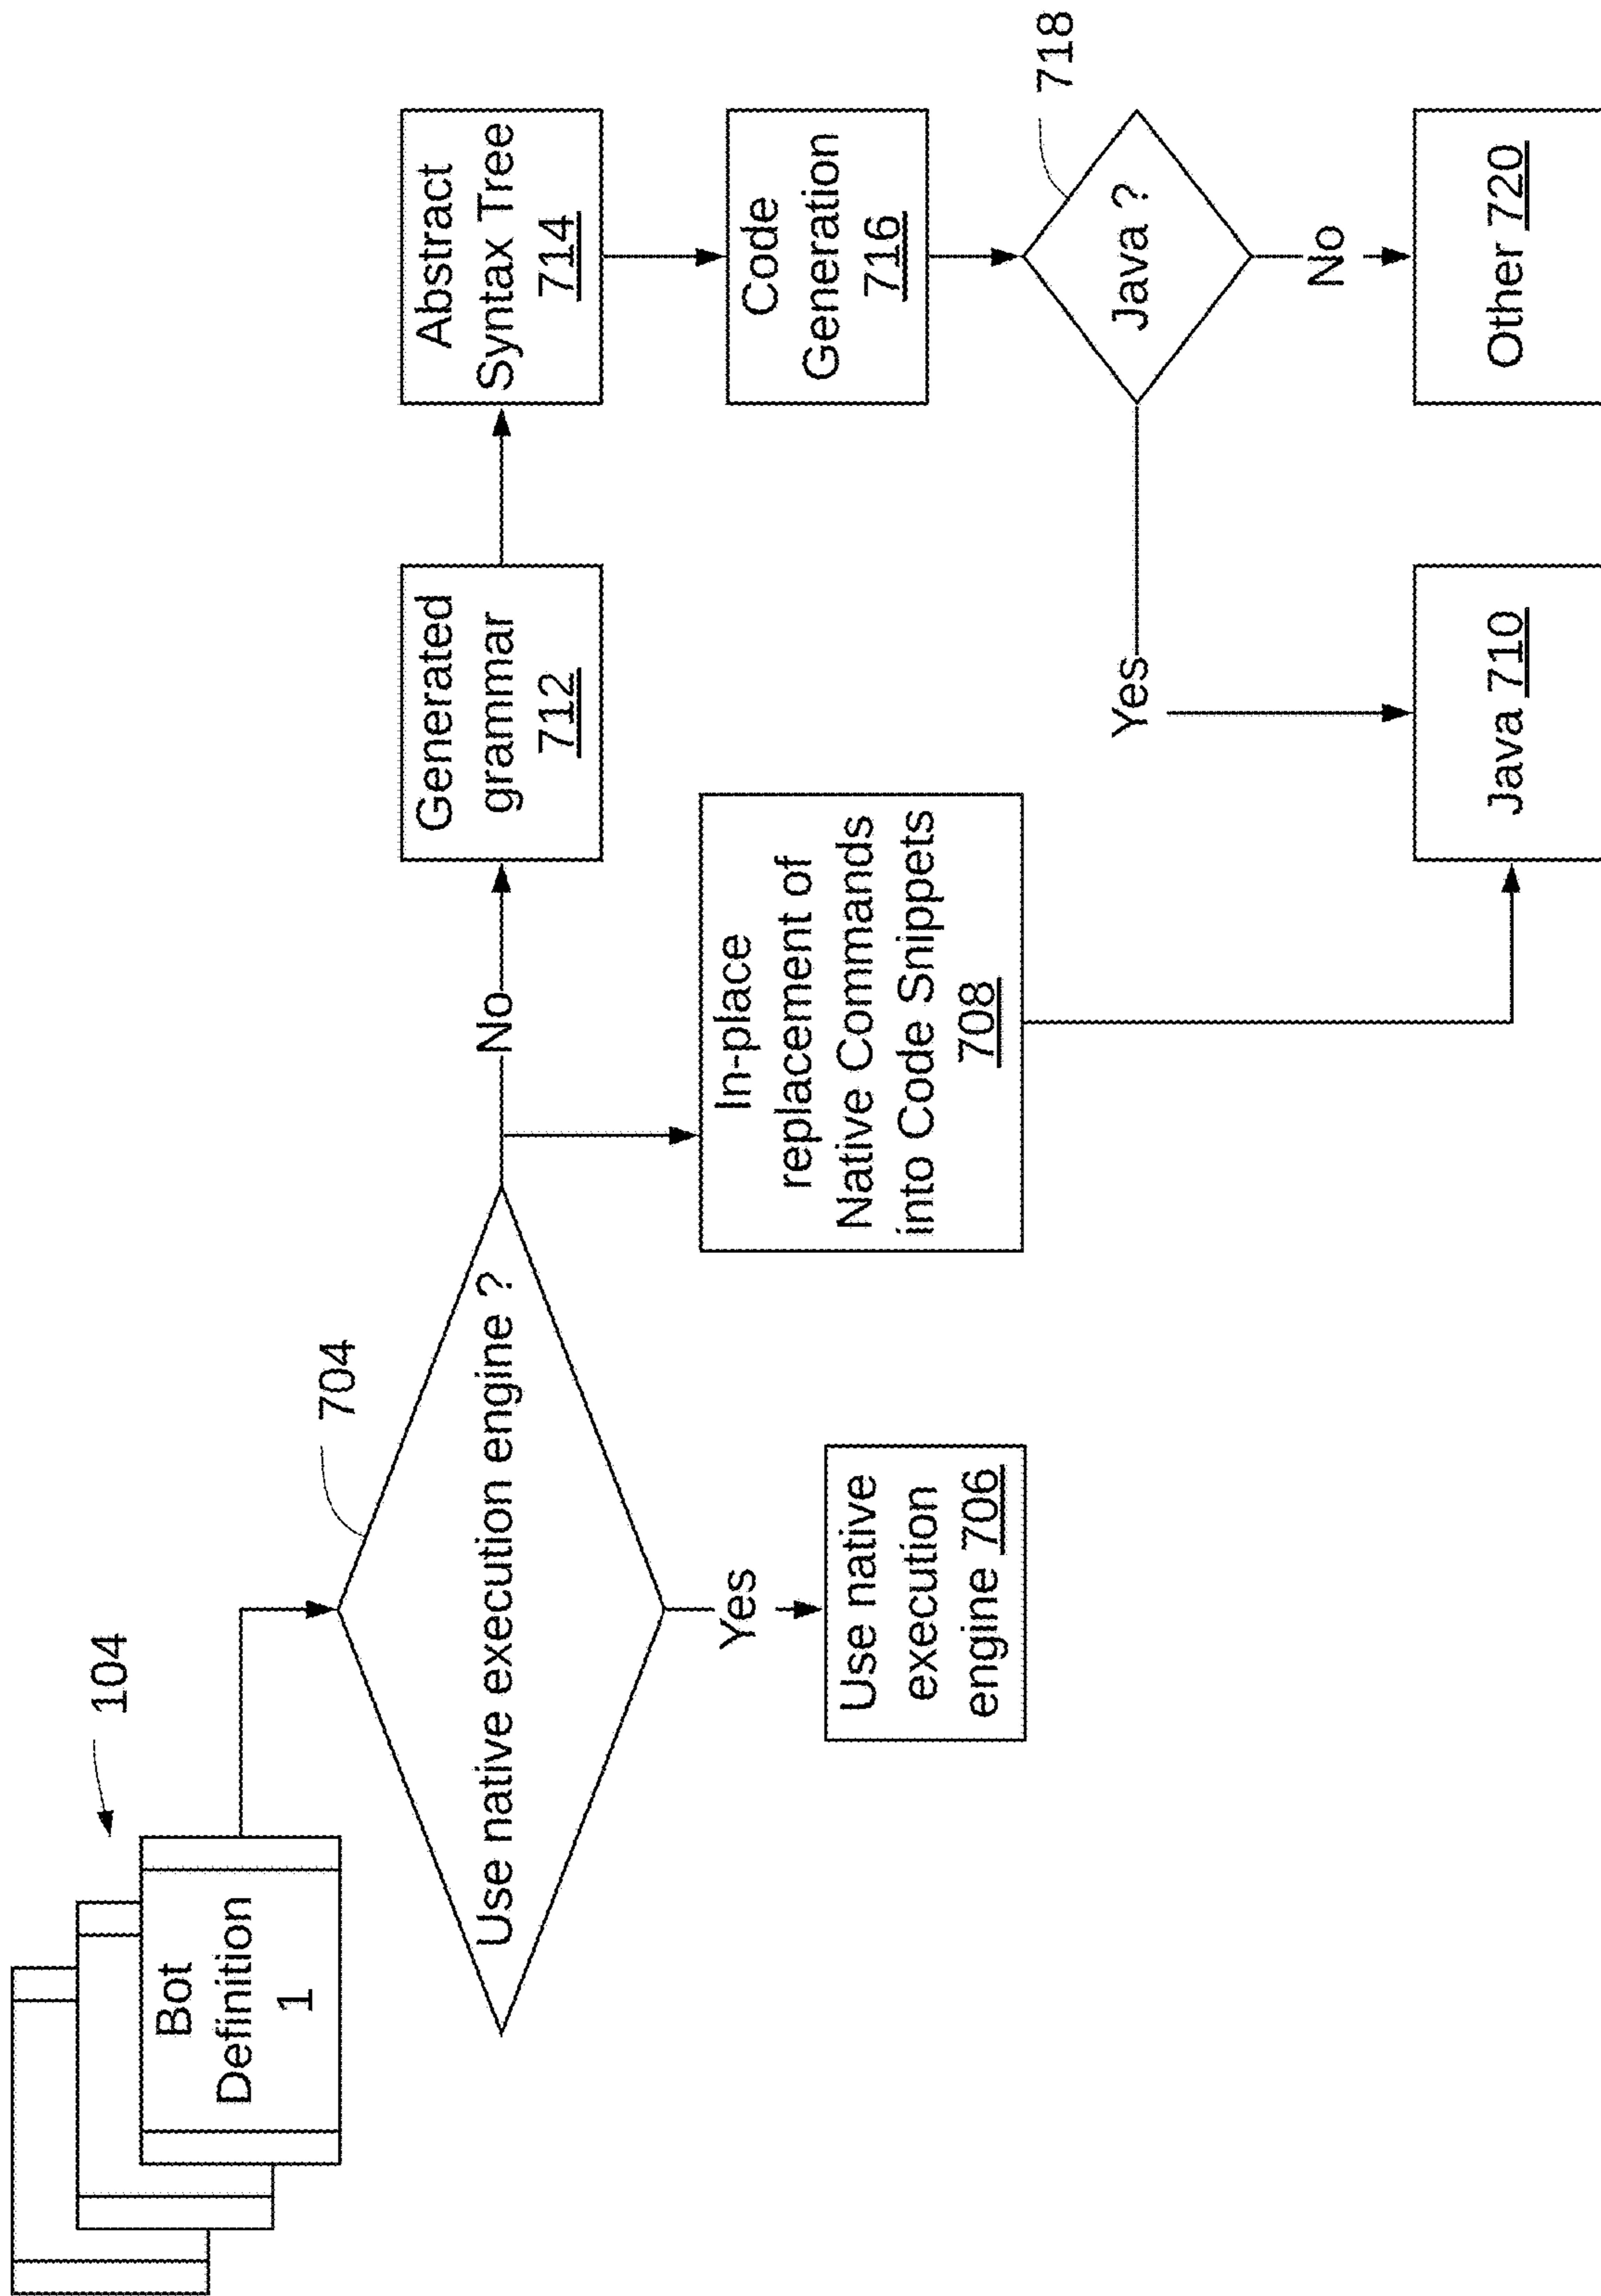 104
Bot
Definition
1
704
Use native execution engine ?
Yes
Use native
execution
engine 706
No
In-place
replacement of
Native Commands
into Code Snippets
708
Generated
grammar
712
Abstract
Syntax Tree
714
Code
Generation
716
718
Java ?
Yes
No
Java 710
Other 720